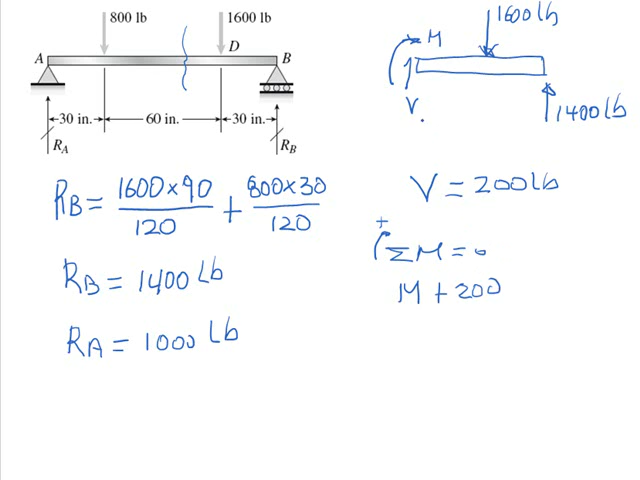 800 lb
1600 lb
D
A
B
30 in.
60 in.
30 in.
R_A
R_B
1600 lb
M
V.
1400 lb
R_B = 1600×90/120 + 800×30/120
R_B = 1400 Lb
R_A = 1000 Lb
V = 200 lb
+
ΣM = 0
M + 200